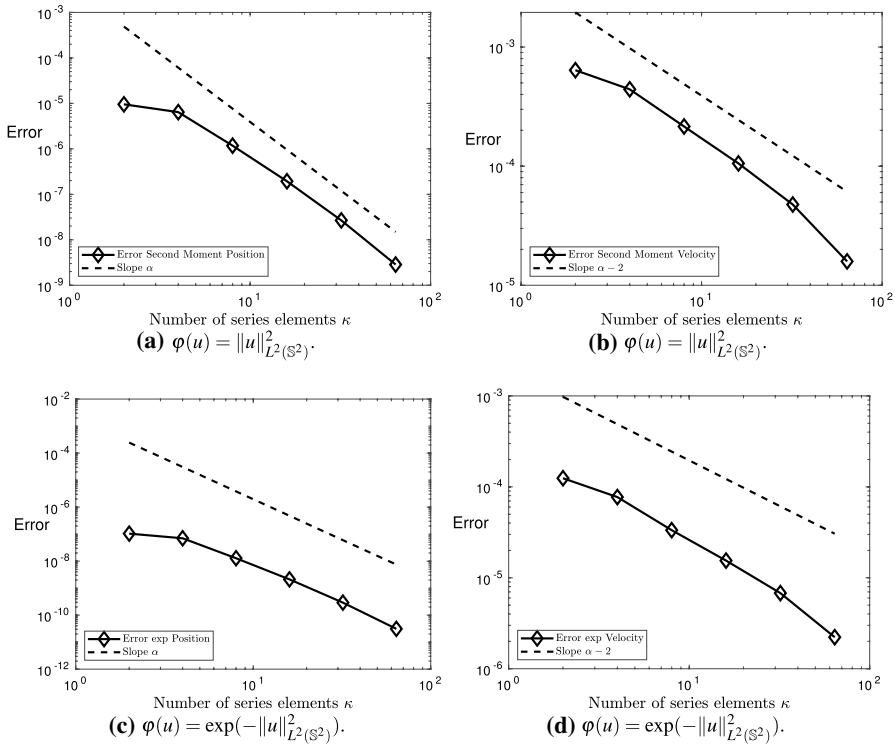 10^-3
10^-4
10^-5
10^-6
10^-7
10^-8
10^-9
Error
Error Second Moment Position
Slope α
10^0
10^1
10^2
Number of series elements κ
(a) φ(u) = ‖u‖²_{L²(𝕊²)}.
10^-3
10^-4
10^-5
Error
Error Second Moment Velocity
Slope α − 2
10^0
10^1
10^2
Number of series elements κ
(b) φ(u) = ‖u‖²_{L²(𝕊²)}.
10^-2
10^-4
10^-6
10^-8
10^-10
10^-12
Error
Error exp Position
Slope α
10^0
10^1
10^2
Number of series elements κ
(c) φ(u) = exp(−‖u‖²_{L²(𝕊²)}).
10^-3
10^-4
10^-5
10^-6
Error
Error exp Velocity
Slope α − 2
10^0
10^1
10^2
Number of series elements κ
(d) φ(u) = exp(−‖u‖²_{L²(𝕊²)}).